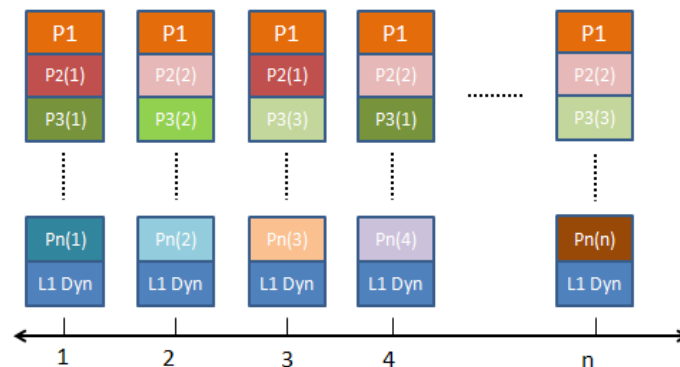 P1 P1 P1 P1 P1
P2(1) P2(2) P2(1) P2(2) P2(2)
P3(1) P3(2) P3(3) P3(1) P3(3)
Pn(1) Pn(2) Pn(3) Pn(4) Pn(n)
L1 Dyn L1 Dyn L1 Dyn L1 Dyn L1 Dyn
1 2 3 4 n